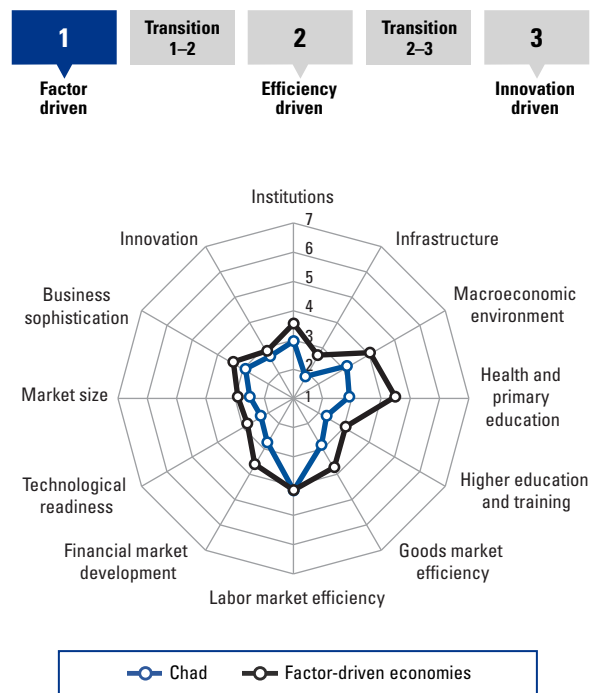 1
Transition
1–2
2
Transition
2–3
3
Factor
driven
Efficiency
driven
Innovation
driven
Institutions
7
Innovation
Infrastructure
6
5
Business
sophistication
Macroeconomic
environment
4
3
2
Market size
1
Health and
primary
education
Technological
readiness
Higher education
and training
Financial market
development
Goods market
efficiency
Labor market efficiency
Chad
Factor-driven economies